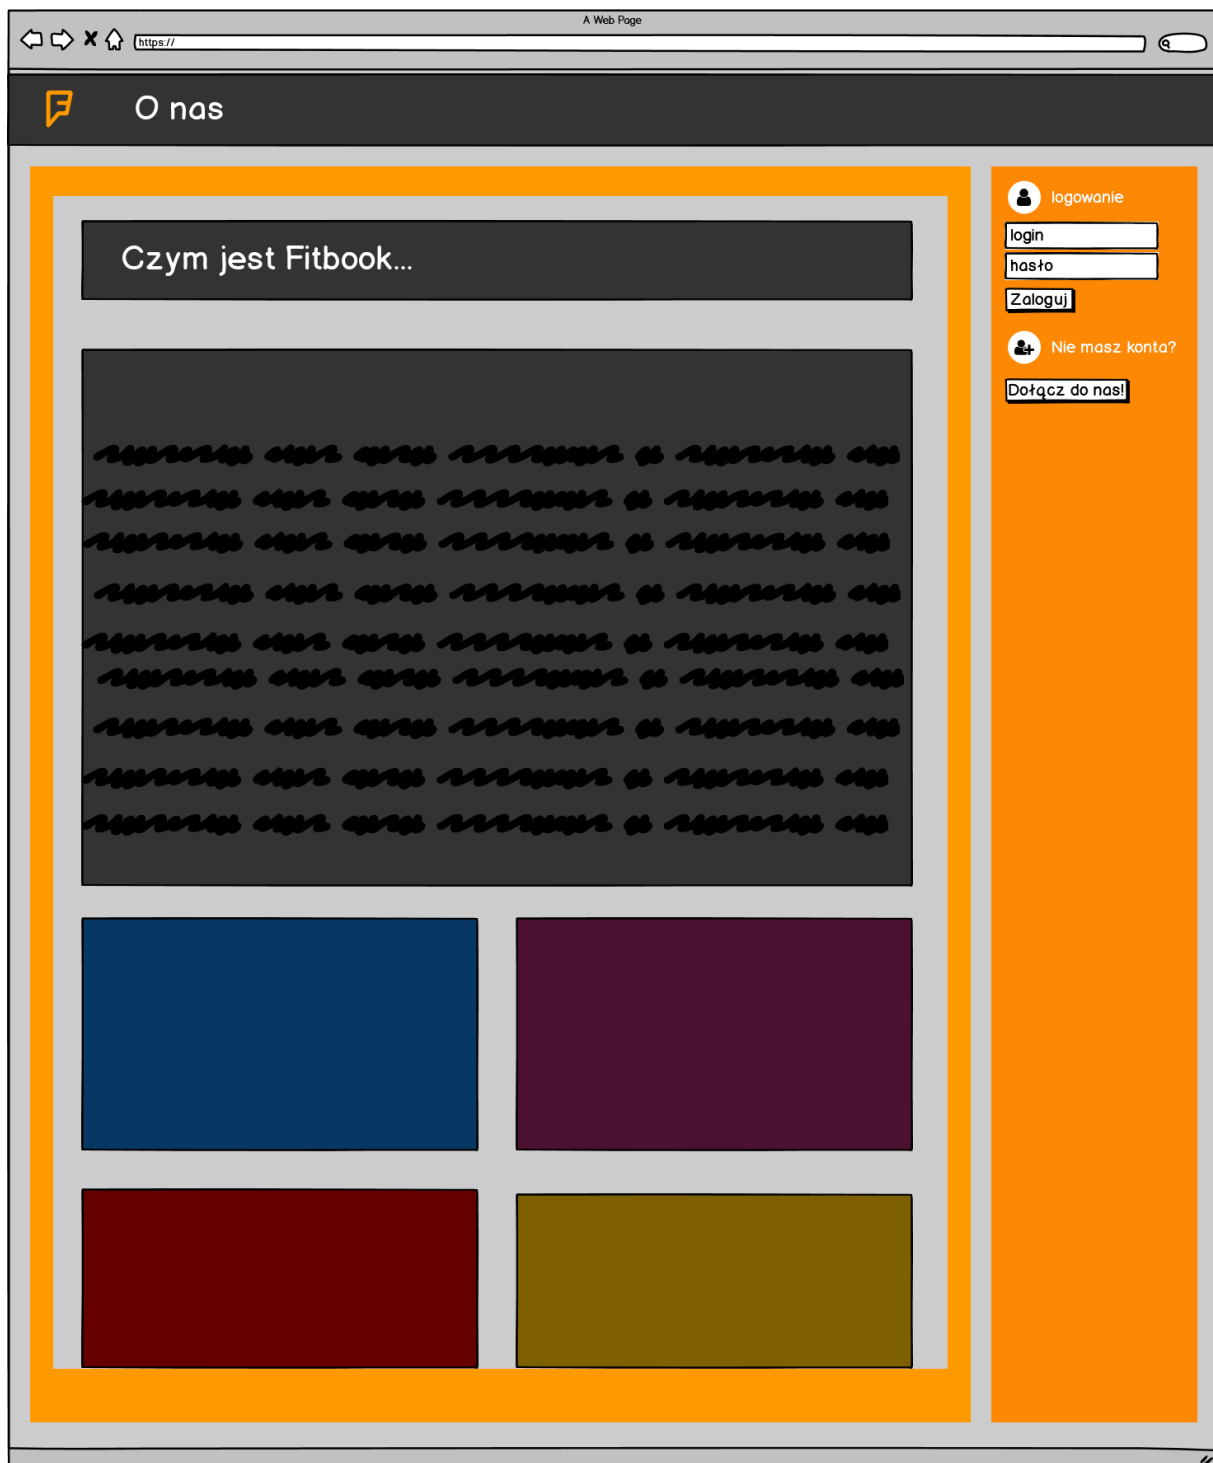 A Web Page
https://
O nas
Czym jest Fitbook...
logowanie
login
hasło
Zaloguj
Nie masz konta?
Dołącz do nas!